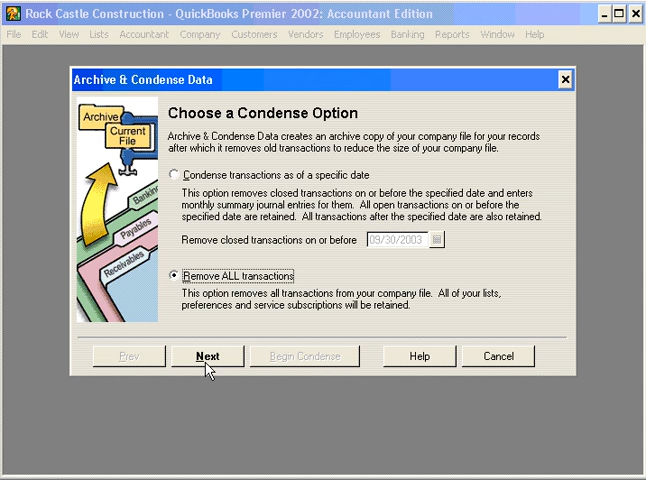 Rock Castle Construction - QuickBooks Premier 2002: Accountant Edition
File Edit View Lists Accountant Company Customers Vendors Employees Banking Reports Window Help
Archive & Condense Data
Archive
Current
File
Banking
Payables
Receivables
Choose a Condense Option
Archive & Condense Data creates an archive copy of your company file for your records
after which it removes old transactions to reduce the size of your company file.
Condense transactions as of a specific date
This option removes closed transactions on or before the specified date and enters
monthly summary journal entries for them. All open transactions on or before the
specified date are retained. All transactions after the specified date are also retained.
Remove closed transactions on or before 09/30/2003
Remove ALL transactions
This option removes all transactions from your company file. All of your lists,
preferences and service subscriptions will be retained.
Prev Next Begin Condense Help Cancel